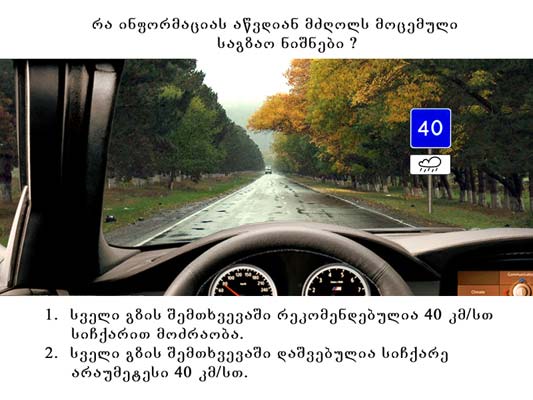 რა ინფორმაციას აწვდიან მძღოლს მოცემული
საგზაო ნიშნები ?
40
1. სველი გზის შემთხვევაში რეკომენდებულია 40 კმ/სთ
სიჩქარით მოძრაობა.
2. სველი გზის შემთხვევაში დაშვებულია სიჩქარე
არაუმეტესი 40 კმ/სთ.